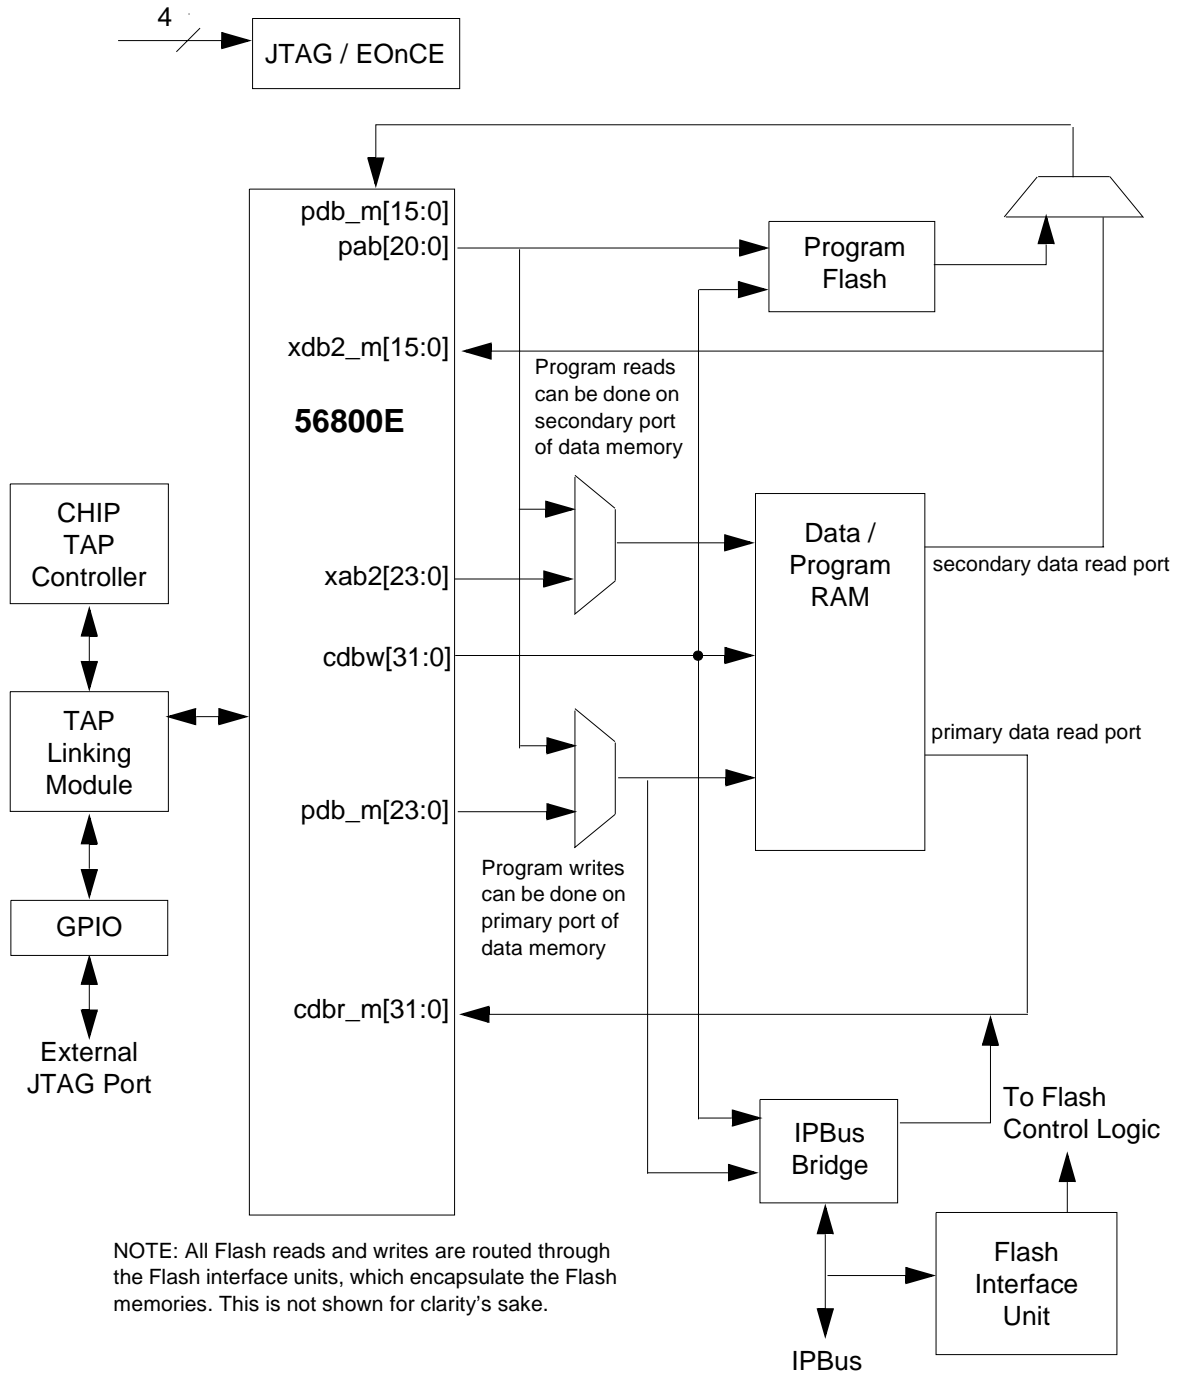 4
JTAG / EOnCE
pdb_m[15:0]
pab[20:0]
Program
Flash
xdb2_m[15:0]
Program reads
can be done on
secondary port
of data memory
56800E
CHIP
TAP
Controller
Data /
Program
RAM
secondary data read port
xab2[23:0]
cdbw[31:0]
TAP
Linking
Module
primary data read port
pdb_m[23:0]
Program writes
can be done on
primary port of
data memory
GPIO
cdbr_m[31:0]
External
JTAG Port
To Flash
Control Logic
IPBus
Bridge
Flash
Interface
Unit
NOTE: All Flash reads and writes are routed through
the Flash interface units, which encapsulate the Flash
memories. This is not shown for clarity's sake.
IPBus